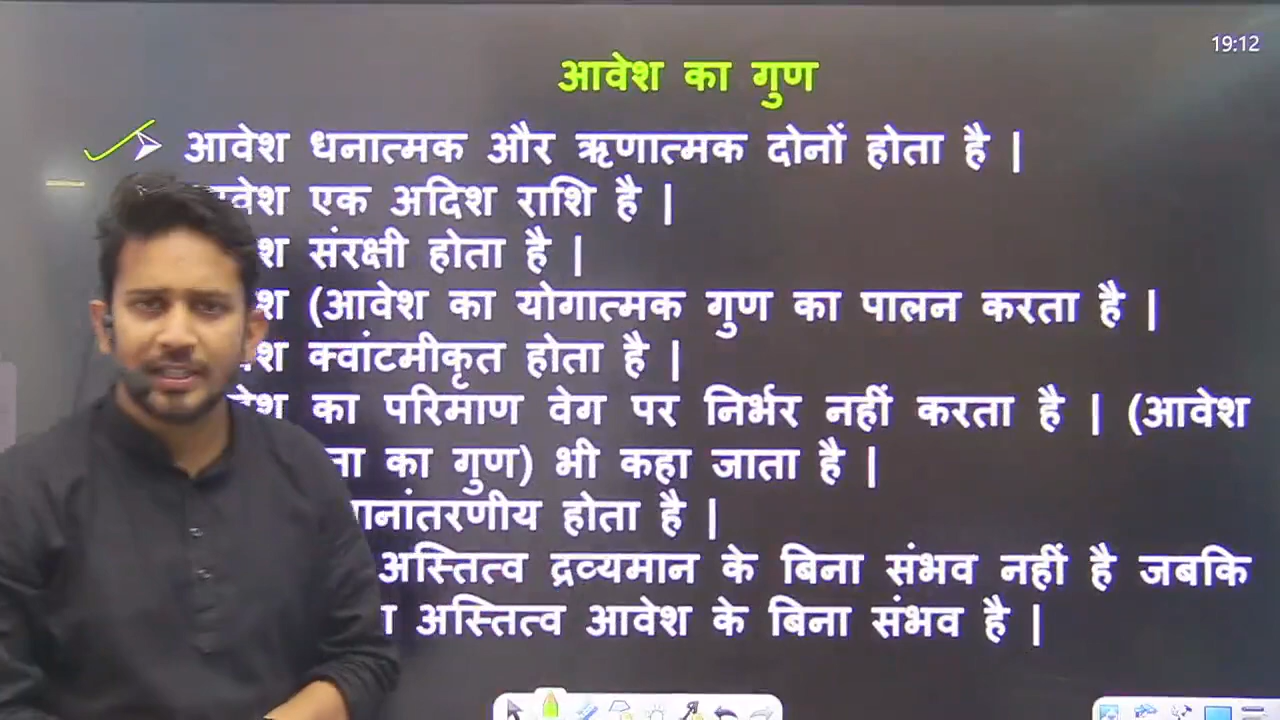 19:12
आवेश का गुण
आवेश धनात्मक और ऋणात्मक दोनों होता है |
एक अदिश राशि है |
संरक्षी होता है |
(आवेश का योगात्मक गुण का पालन करता है |
क्वांटमीकृत होता है |
का परिमाण वेग पर निर्भर नहीं करता है | (आवेश
का गुण) भी कहा जाता है |
होता है |
अस्तित्व द्रव्यमान के बिना संभव नहीं है जबकि
अस्तित्व आवेश के बिना संभव है |